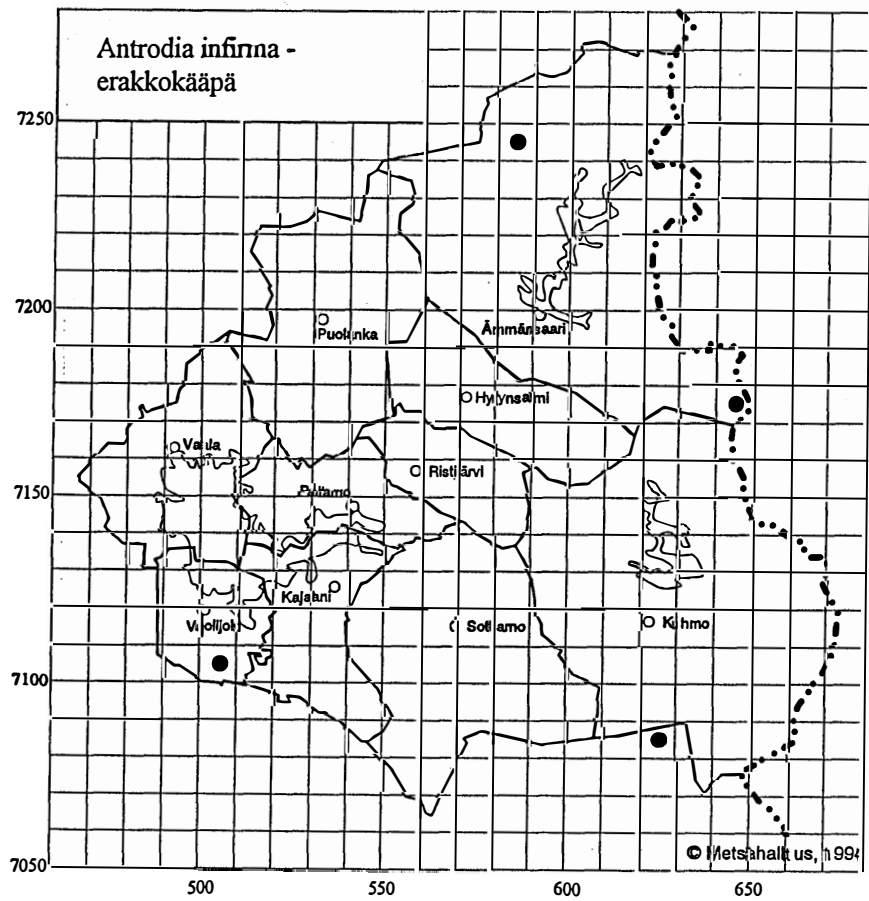 Antrodia infirma -
erakkokääpä
7250
7200
7150
7100
7050
500
550
600
650
Puolanka
Ämmänsaari
Hyrynsalmi
Vaala
Ristijärvi
Paltamo
Kajaani
Vuolijoki
Sotkamo
Kuhmo
© Metsähallitus, 1994